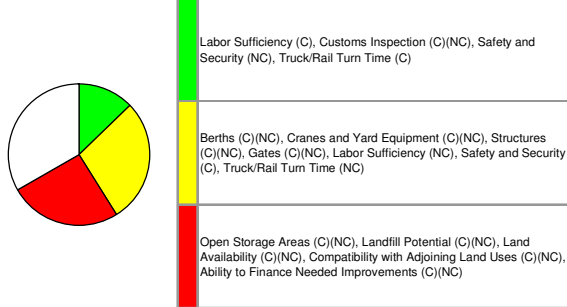 Labor Sufficiency (C), Customs Inspection (C)(NC), Safety and
Security (NC), Truck/Rail Turn Time (C)
Berths (C)(NC), Cranes and Yard Equipment (C)(NC), Structures
(C)(NC), Gates (C)(NC), Labor Sufficiency (NC), Safety and Security
(C), Truck/Rail Turn Time (NC)
Open Storage Areas (C)(NC), Landfill Potential (C)(NC), Land
Availability (C)(NC), Compatibility with Adjoining Land Uses (C)(NC),
Ability to Finance Needed Improvements (C)(NC)